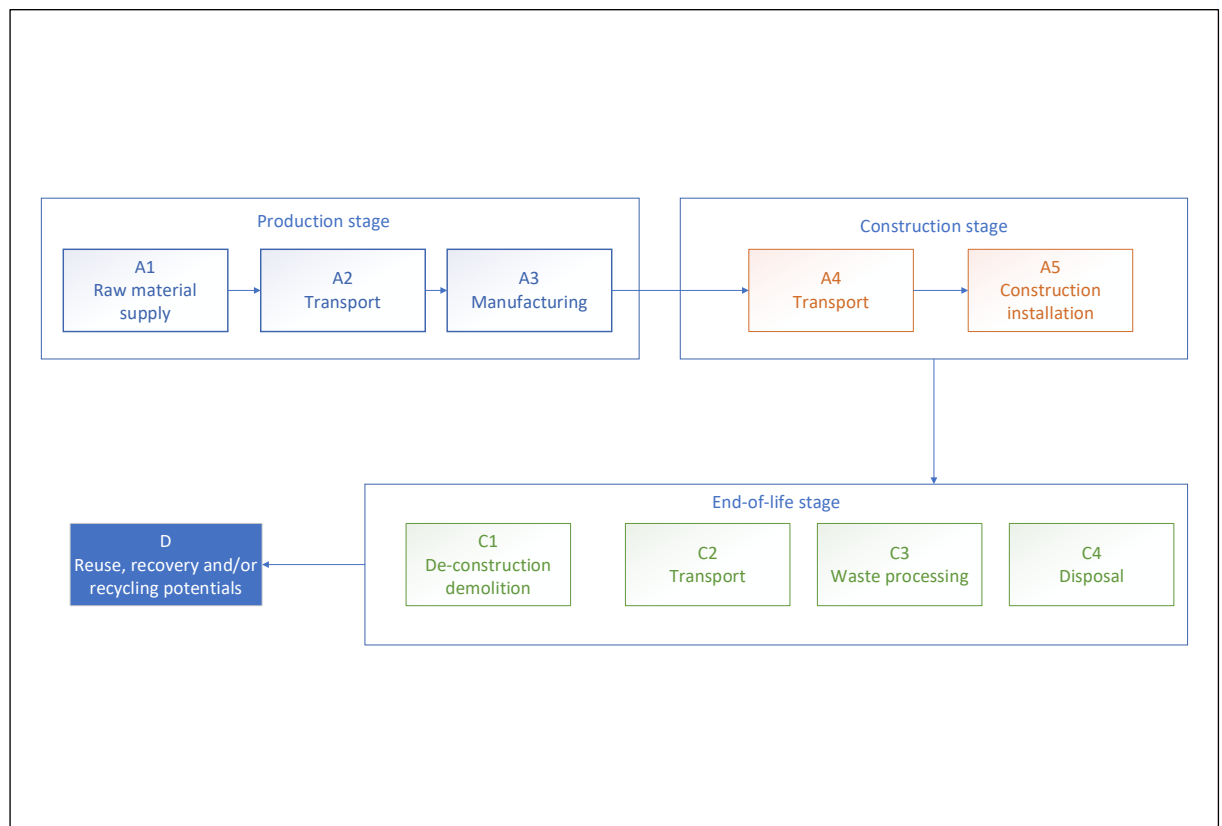 Production stage
A1
Raw material
supply
A2
Transport
A3
Manufacturing
Construction stage
A4
Transport
A5
Construction
installation
End-of-life stage
D
Reuse, recovery and/or
recycling potentials
C1
De-construction
demolition
C2
Transport
C3
Waste processing
C4
Disposal